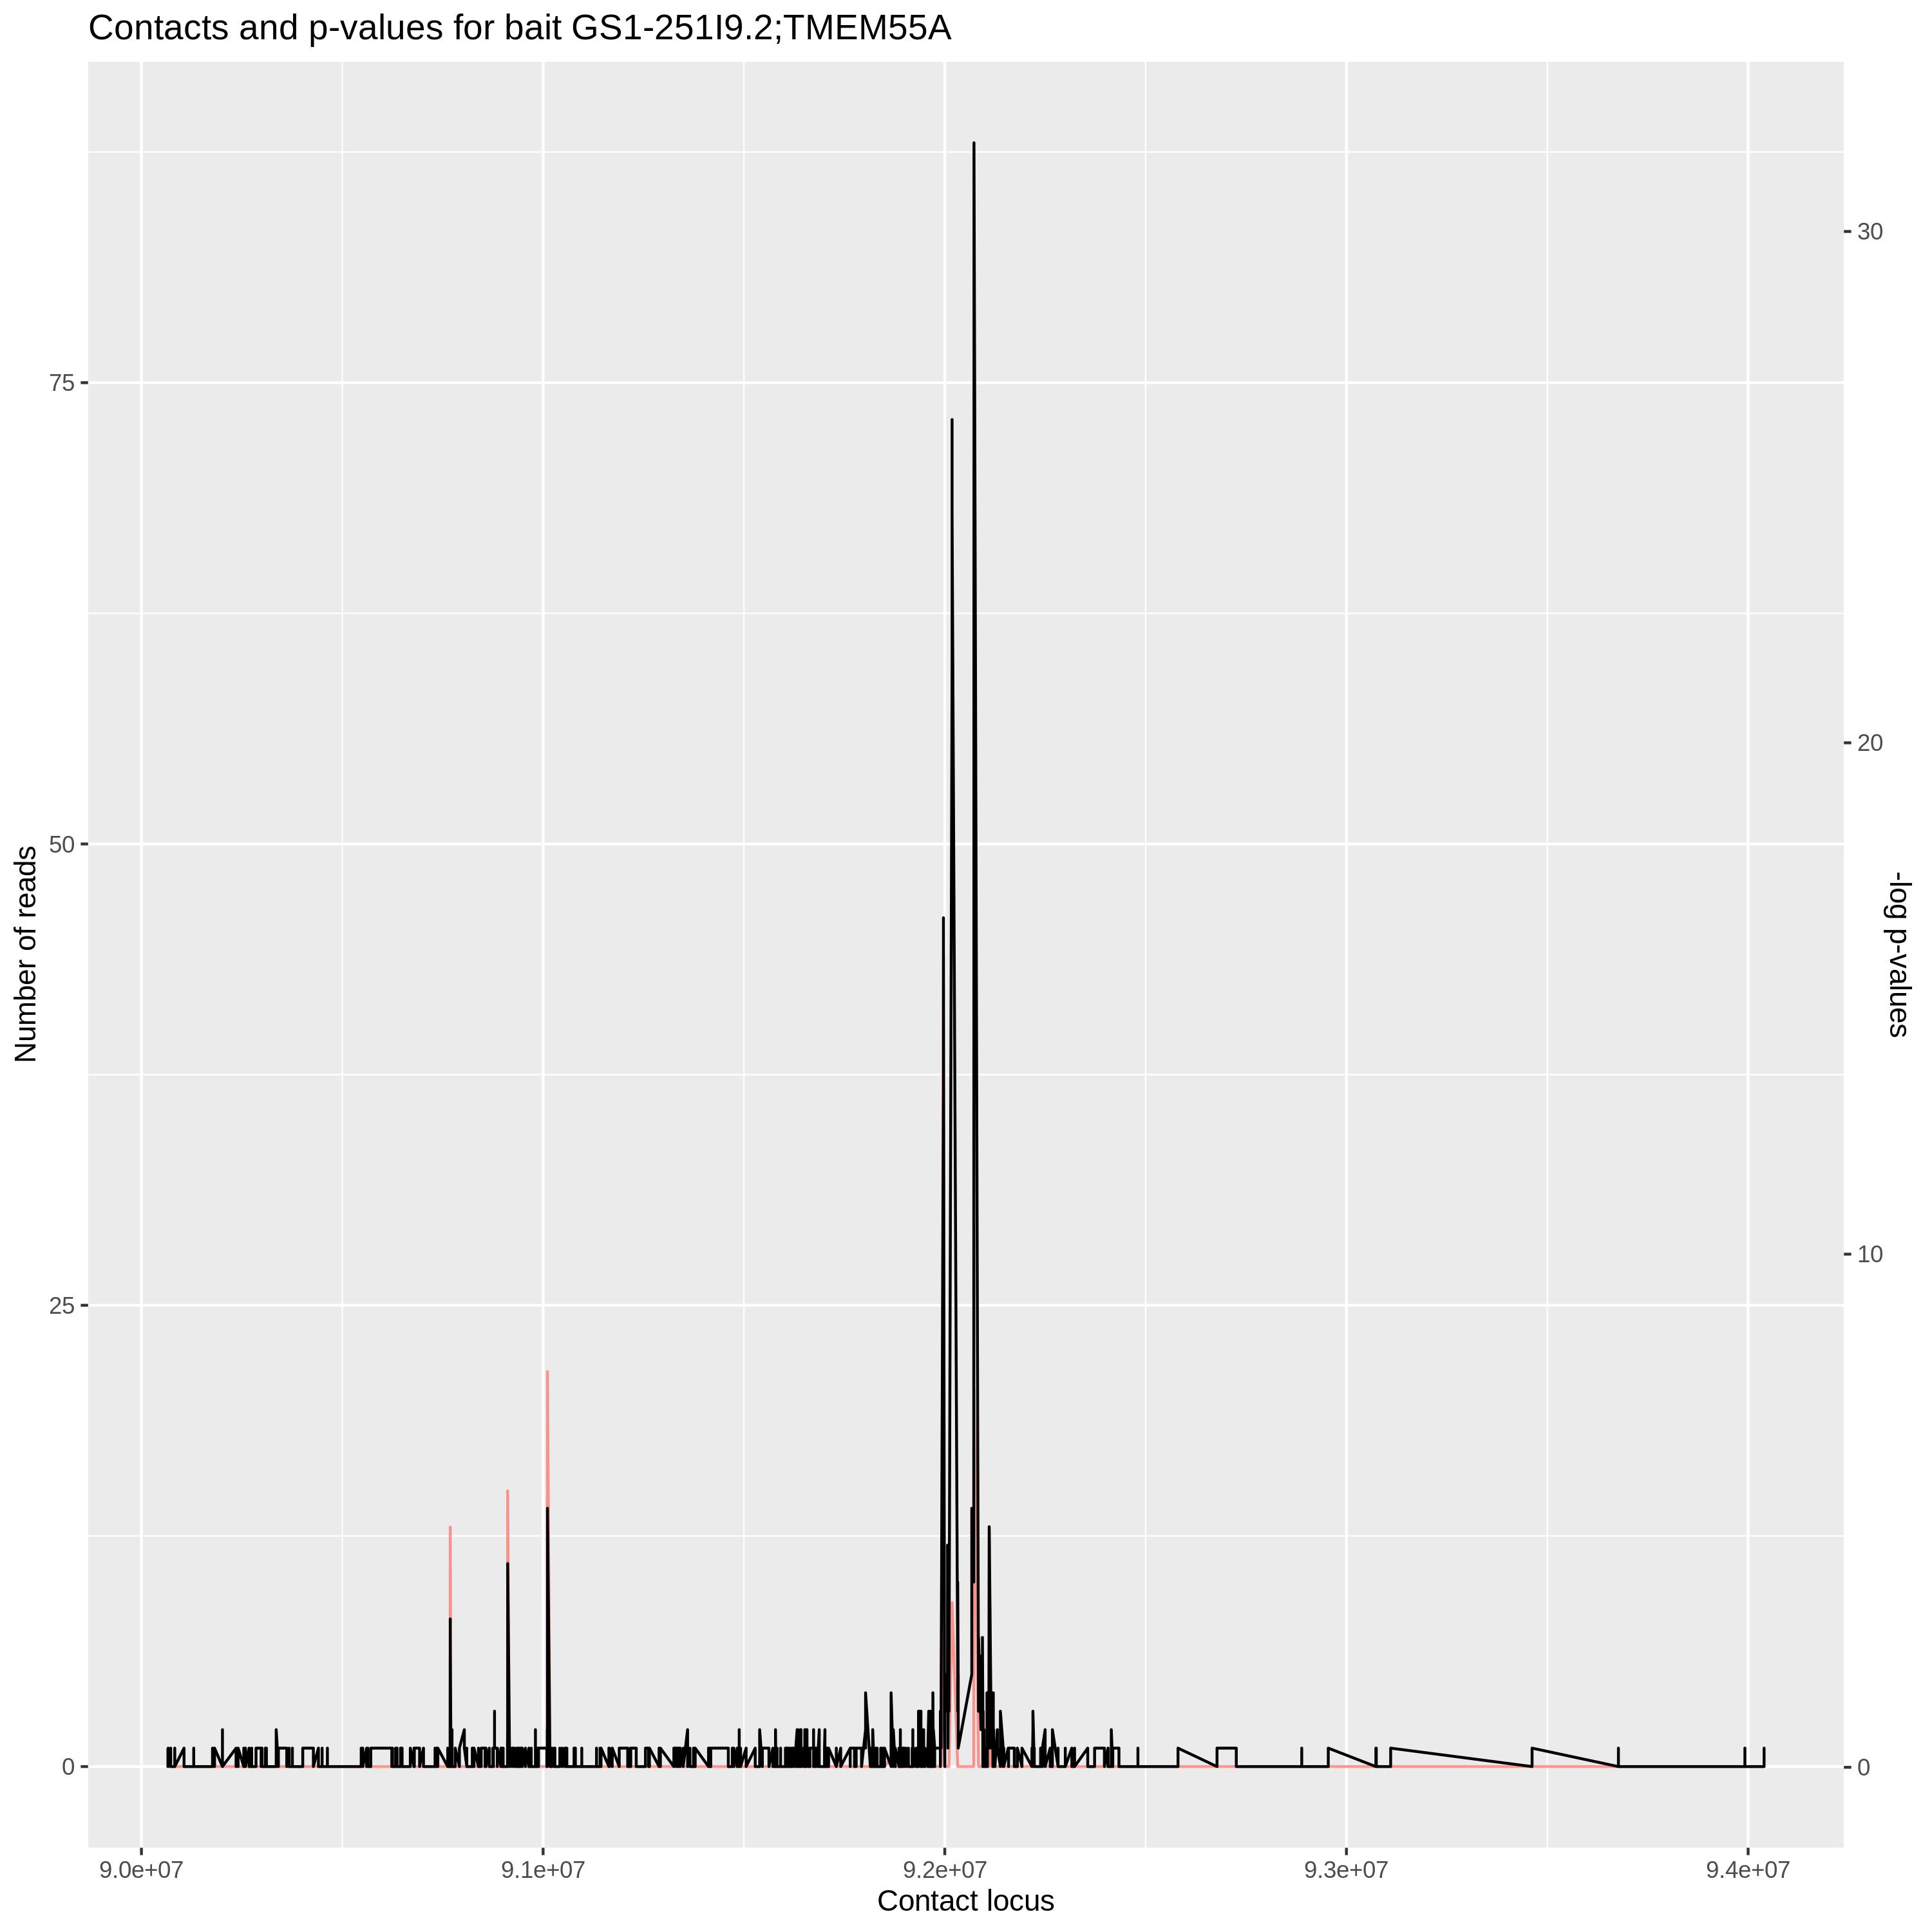 Contacts and p-values for bait GS1-251I9.2;TMEM55A
75
50
25
0
Number of reads
30
20
10
0
-log p-values
9.0e+07
9.1e+07
9.2e+07
9.3e+07
9.4e+07
Contact locus